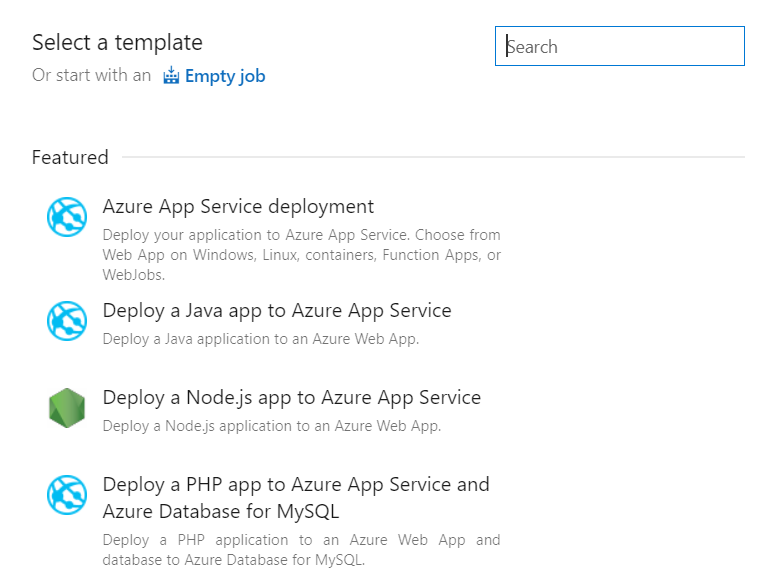 Select a template
Search
Or start with an Empty job
Featured
Azure App Service deployment
Deploy your application to Azure App Service. Choose from
Web App on Windows, Linux, containers, Function Apps, or
WebJobs.
Deploy a Java app to Azure App Service
Deploy a Java application to an Azure Web App.
Deploy a Node.js app to Azure App Service
Deploy a Node.js application to an Azure Web App.
Deploy a PHP app to Azure App Service and
Azure Database for MySQL
Deploy a PHP application to an Azure Web App and
database to Azure Database for MySQL.